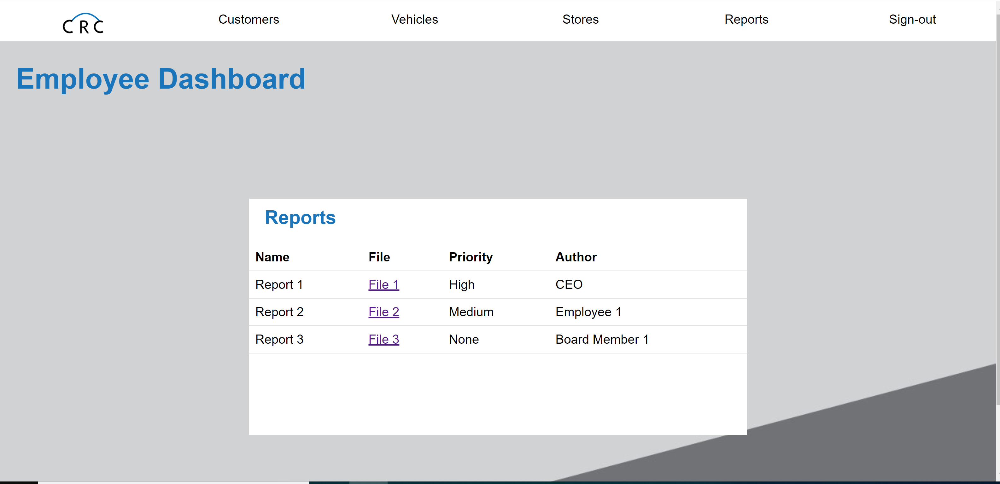 C R C Customers Vehicles Stores Reports Sign-out
Employee Dashboard
Reports
Name File Priority Author
Report 1 File 1 High CEO
Report 2 File 2 Medium Employee 1
Report 3 File 3 None Board Member 1